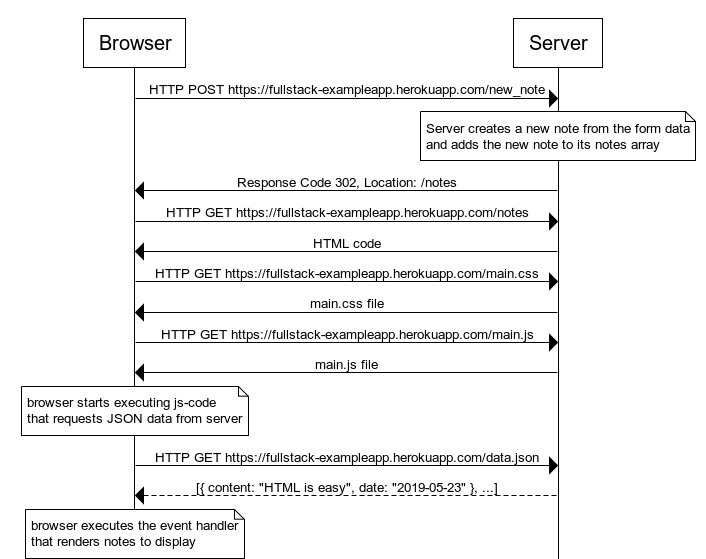 Browser
Server
HTTP POST https://fullstack-exampleapp.herokuapp.com/new_note
Server creates a new note from the form data
and adds the new note to its notes array
Response Code 302, Location: /notes
HTTP GET https://fullstack-exampleapp.herokuapp.com/notes
HTML code
HTTP GET https://fullstack-exampleapp.herokuapp.com/main.css
main.css file
HTTP GET https://fullstack-exampleapp.herokuapp.com/main.js
main.js file
browser starts executing js-code
that requests JSON data from server
HTTP GET https://fullstack-exampleapp.herokuapp.com/data.json
[{ content: "HTML is easy", date: "2019-05-23" }, ...]
browser executes the event handler
that renders notes to display